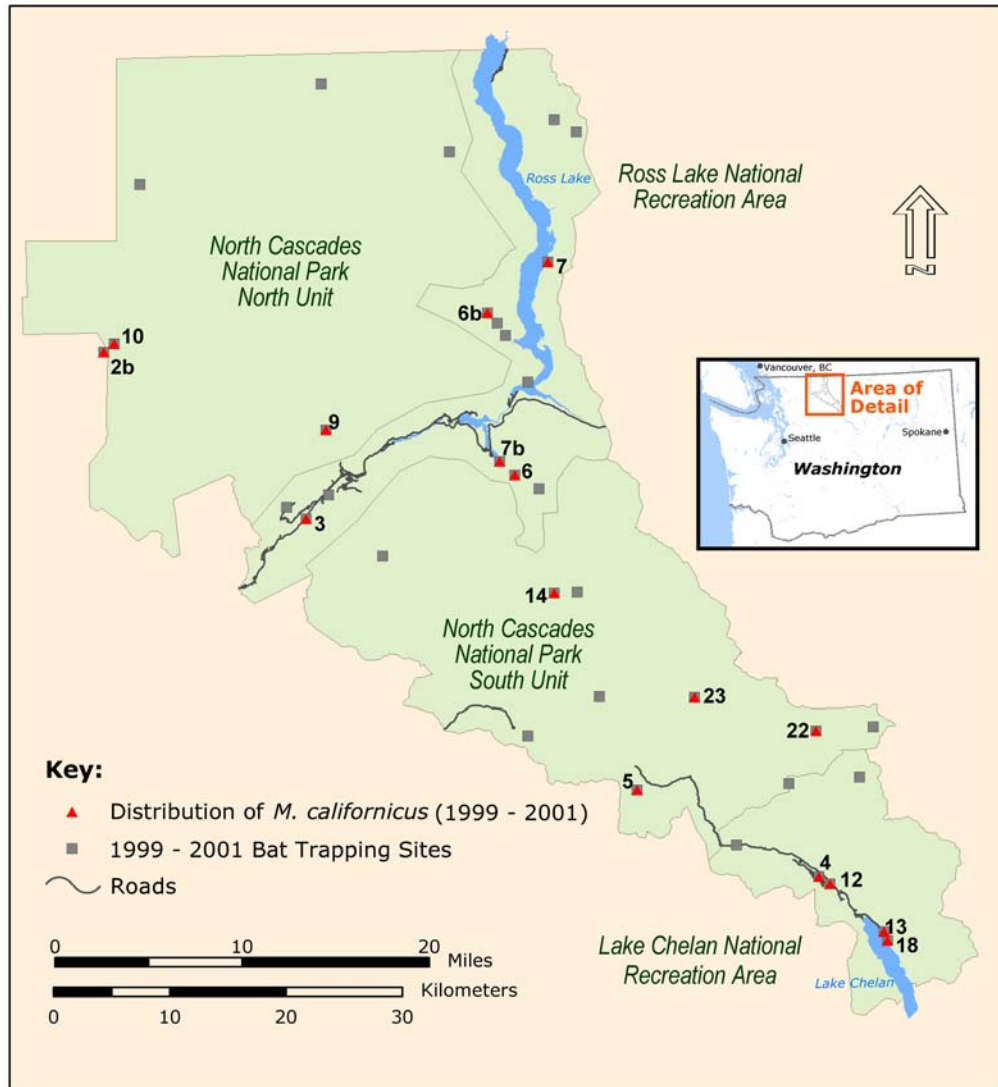 Ross Lake
Ross Lake National
Recreation Area
North Cascades
National Park
North Unit
N
7
6b
10
2b
Vancouver, BC
Area of
Detail
Seattle
Spokane
Washington
9
7b
6
3
14
North Cascades
National Park
South Unit
23
22
5
4
12
13
18
Key:
Distribution of M. californicus (1999 - 2001)
1999 - 2001 Bat Trapping Sites
Roads
0 10 20
Miles
Kilometers
0 10 20 30
Lake Chelan National
Recreation Area
Lake Chelan